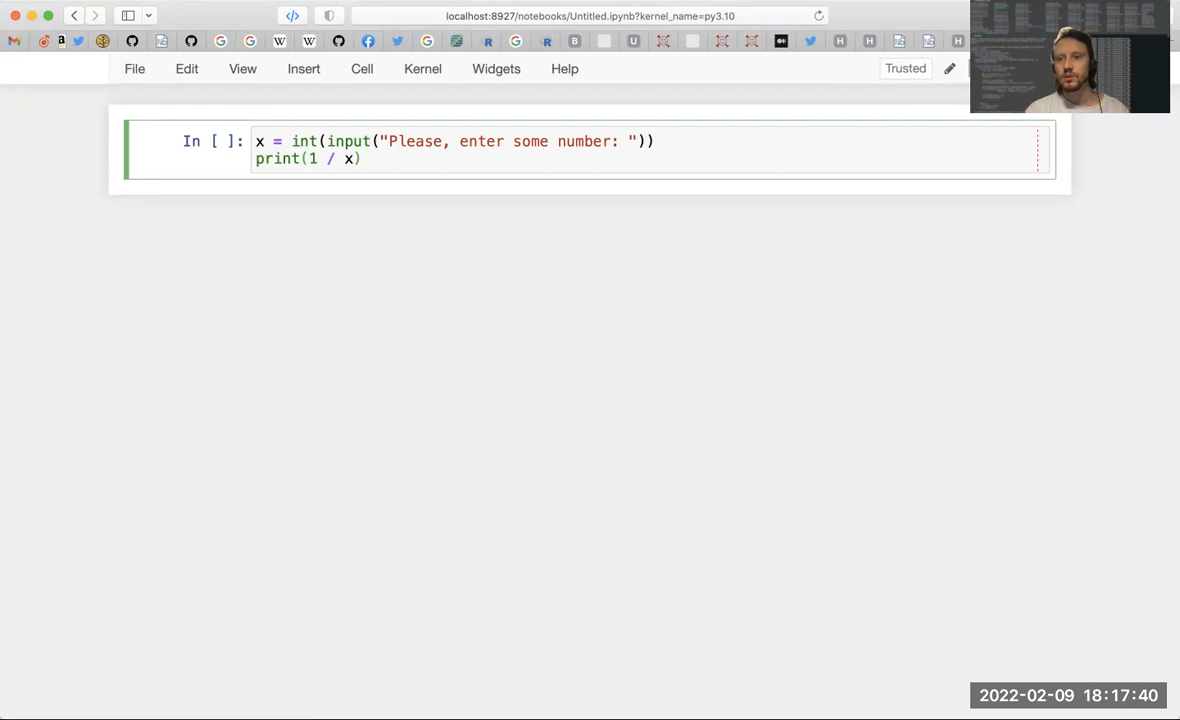 localhost:8927/notebooks/Untitled.ipynb?kernel_name=py3.10
File Edit View Insert Cell Kernel Widgets Help Trusted
In [ ]: x = int(input("Please, enter some number: "))
print(1 / x)
2022-02-09 18:17:40